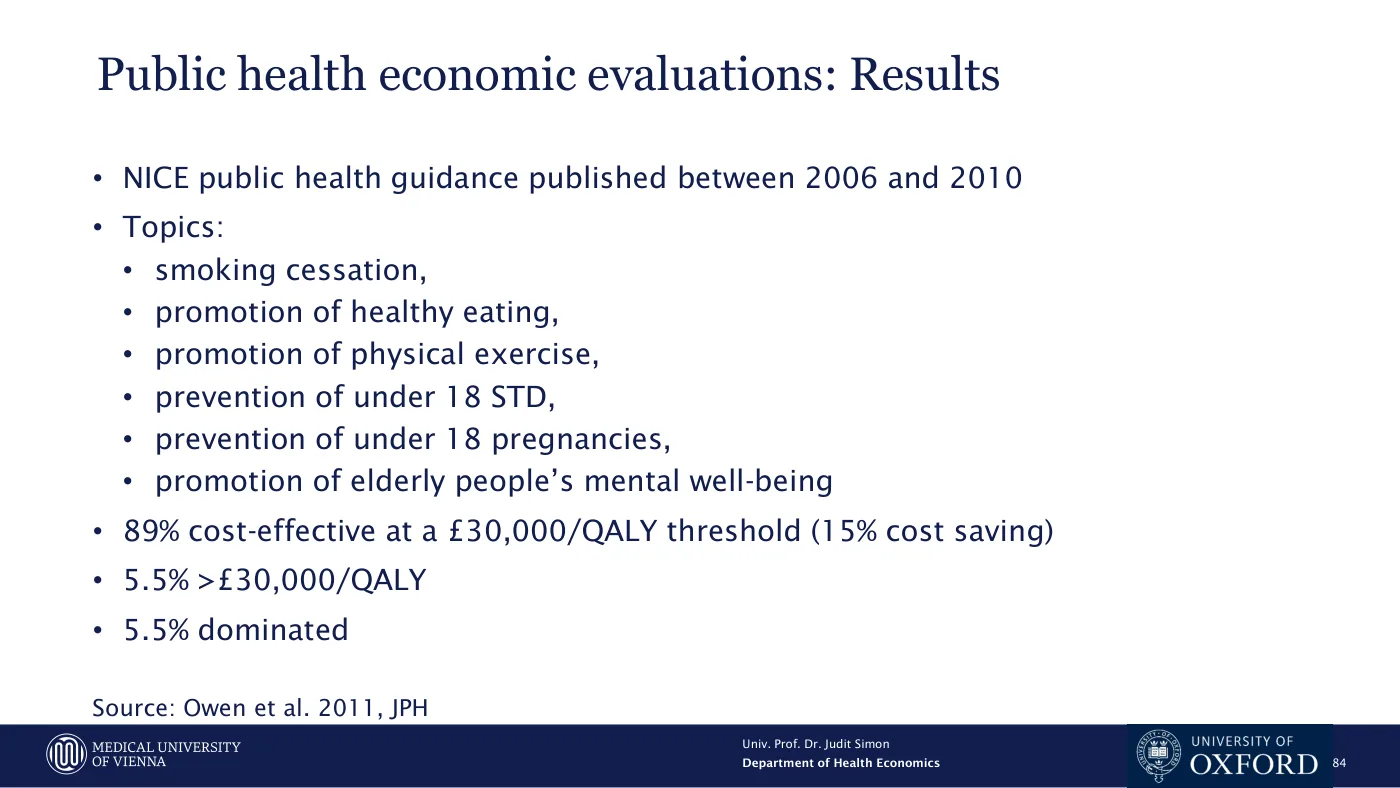 Public health economic evaluations: Results
• NICE public health guidance published between 2006 and 2010
• Topics:
• smoking cessation,
• promotion of healthy eating,
• promotion of physical exercise,
• prevention of under 18 STD,
• prevention of under 18 pregnancies,
• promotion of elderly people’s mental well-being
• 89% cost-effective at a £30,000/QALY threshold (15% cost saving)
• 5.5% >£30,000/QALY
• 5.5% dominated
Source: Owen et al. 2011, JPH
MEDICAL UNIVERSITY
OF VIENNA
Univ. Prof. Dr. Judit Simon
Department of Health Economics
UNIVERSITY OF
OXFORD
84